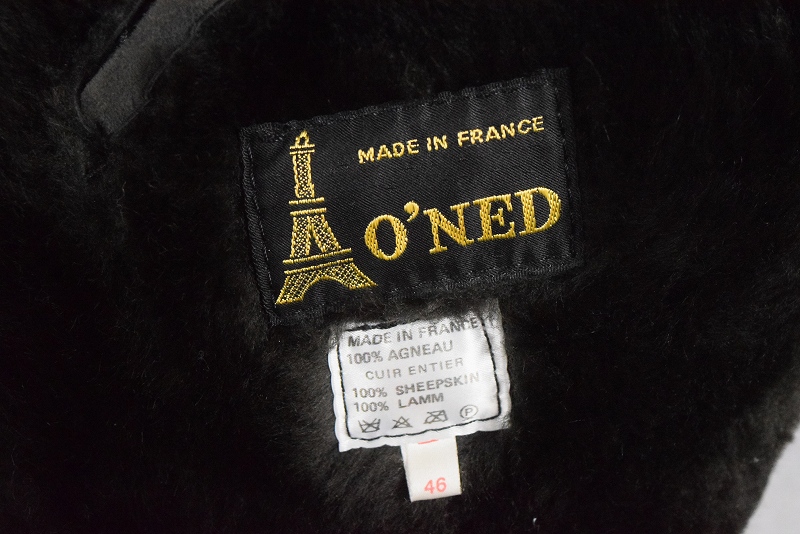 MADE IN FRANCE
O'NED
MADE IN FRANCE
100% AGNEAU
CUIR ENTIER
100% SHEEPSKIN
100% LAMM
P
46